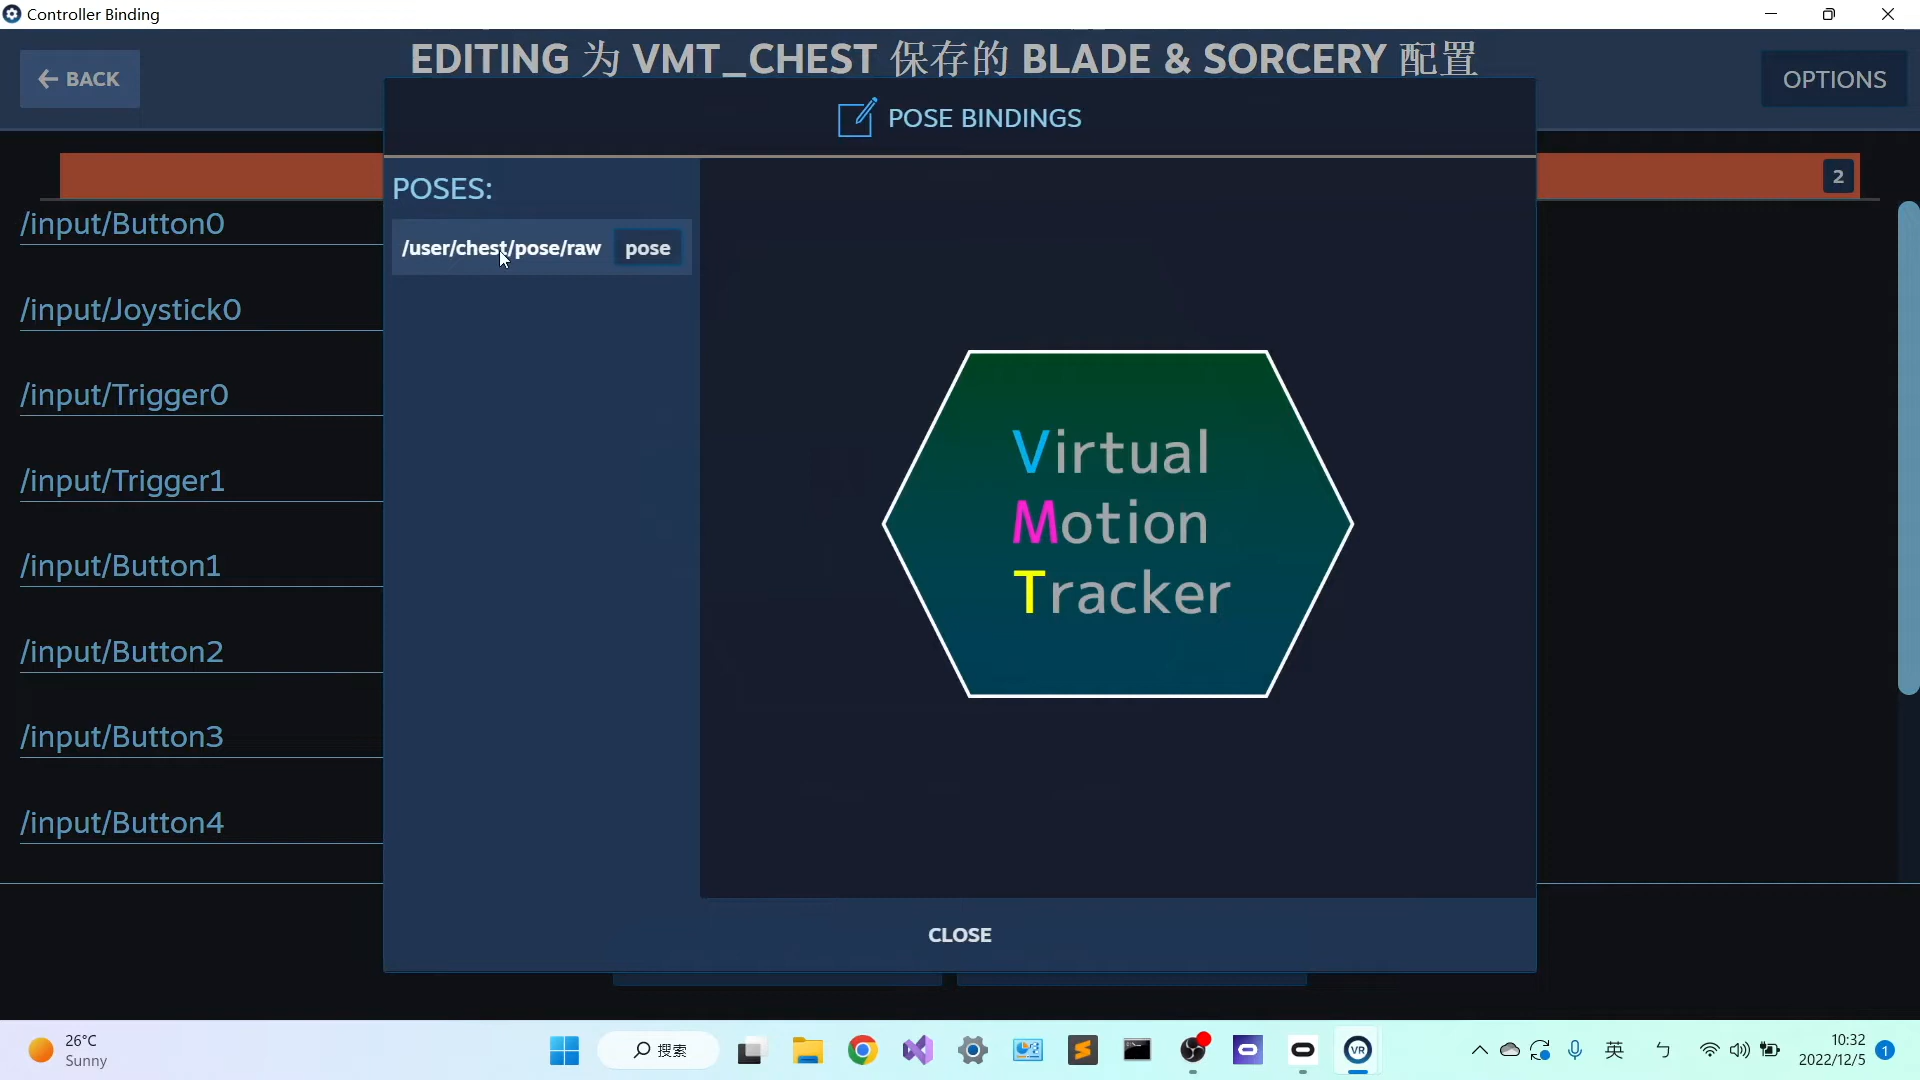 Controller Binding
EDITING 为 VMT_CHEST 保存的 BLADE & SORCERY 配置
BACK
OPTIONS
POSE BINDINGS
2
POSES:
/user/chest/pose/raw pose
/input/Button0
/input/Joystick0
/input/Trigger0
/input/Trigger1
/input/Button1
/input/Button2
/input/Button3
/input/Button4
Virtual
Motion
Tracker
CLOSE
26°C
Sunny
搜索
VR
英
ㄅ
10:32
2022/12/5
1